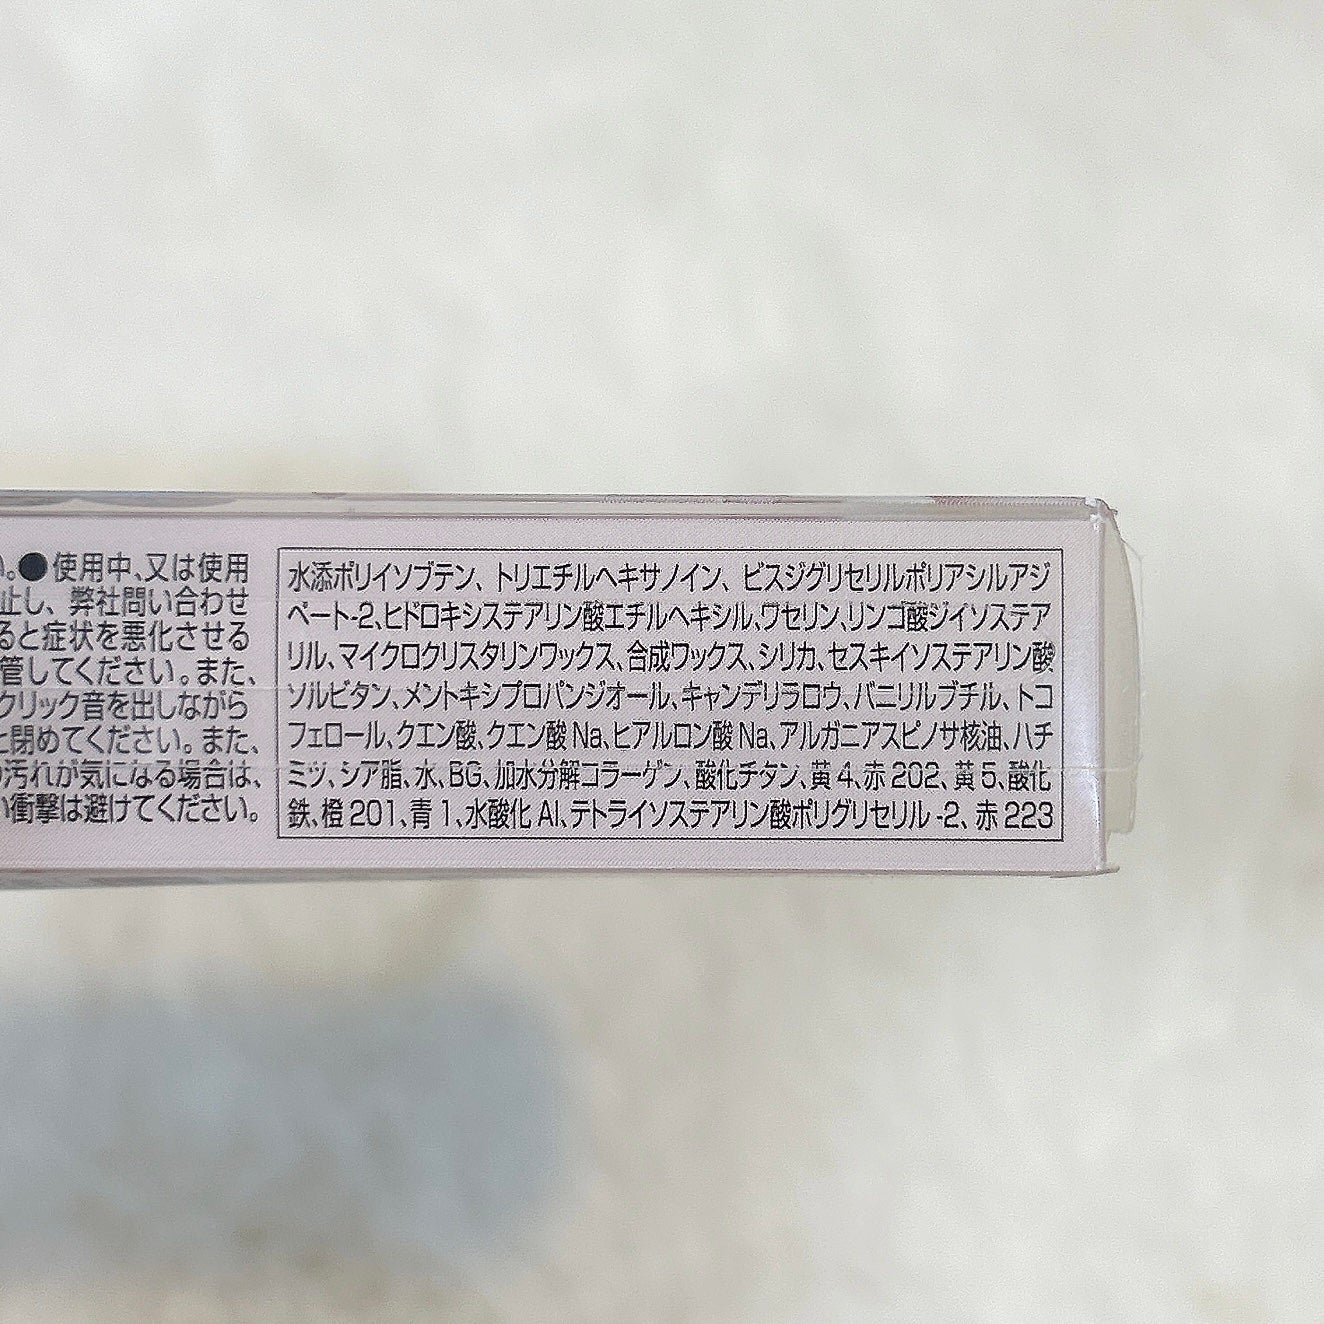 い。●使用中、又は使用
止し、弊社問い合わせ
ると症状を悪化させる
管してください。また、
クリック音を出しながら
と閉めてください。また、
の汚れが気になる場合は、
い衝撃は避けてください。
水添ポリイソブテン、トリエチルヘキサノイン、ビスジグリセリルポリアシルアジ
ペート-2、ヒドロキシステアリン酸エチルヘキシル、ワセリン、リンゴ酸ジイソステア
リル、マイクロクリスタリンワックス、合成ワックス、シリカ、セスキイソステアリン酸
ソルビタン、メントキシプロパンジオール、キャンデリラロウ、バニリルブチル、トコ
フェロール、クエン酸、クエン酸Na、ヒアルロン酸Na、アルガニアスピノサ核油、ハチ
ミツ、シア脂、水、BG、加水分解コラーゲン、酸化チタン、黄4、赤202、黄5、酸化
鉄、橙201、青1、水酸化Al、テトライソステアリン酸ポリグリセリル-2、赤223